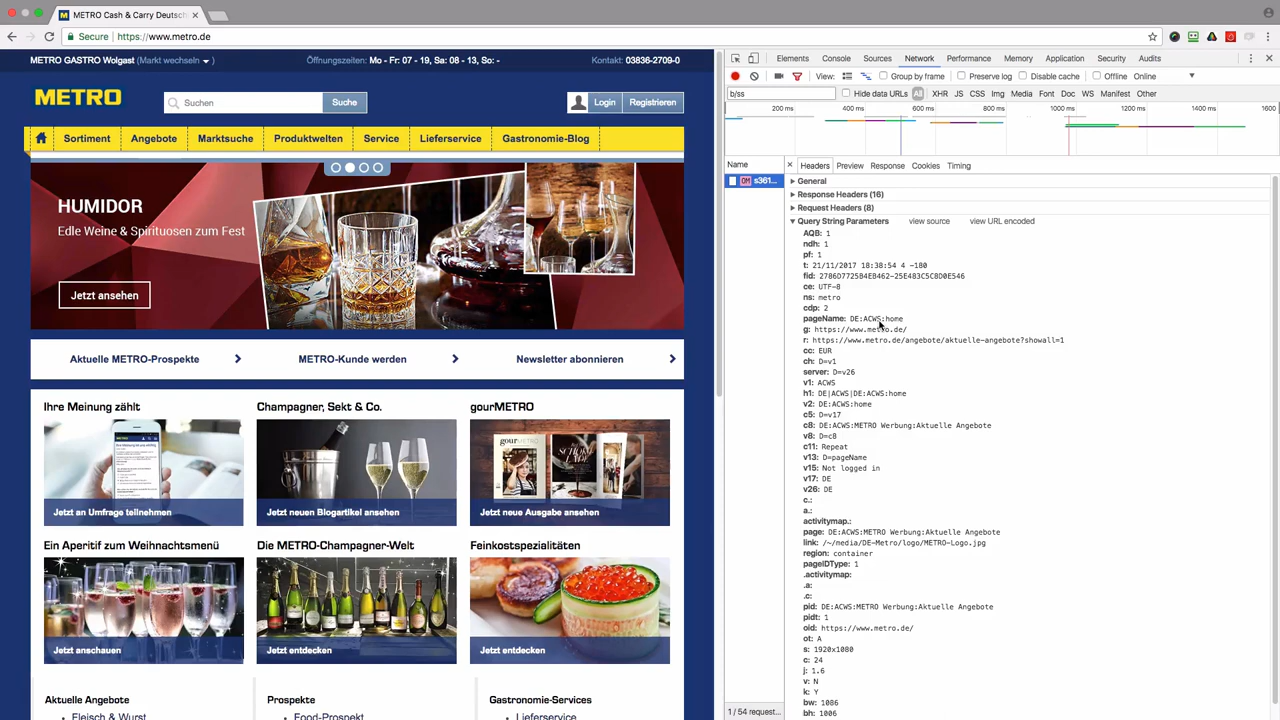 METRO Cash & Carry Deutsch
Secure | https://www.metro.de
METRO GASTRO Wolgast (Markt wechseln)
Öffnungszeiten: Mo - Fr: 07 - 19, Sa: 08 - 13, So: -
Kontakt: 03836-2709-0
METRO
Suchen
Suche
Login
Registrieren
Sortiment
Angebote
Marktsuche
Produktwelten
Service
Lieferservice
Gastronomie-Blog
HUMIDOR
Edle Weine & Spirituosen zum Fest
Jetzt ansehen
Aktuelle METRO-Prospekte
METRO-Kunde werden
Newsletter abonnieren
Ihre Meinung zählt
Champagner, Sekt & Co.
gourMETRO
gourMETRO
Jetzt an Umfrage teilnehmen
Jetzt neuen Blogartikel ansehen
Jetzt neue Ausgabe ansehen
Ein Aperitif zum Weihnachtsmenü
Die METRO-Champagner-Welt
Feinkostspezialitäten
Jetzt anschauen
Jetzt entdecken
Jetzt entdecken
Aktuelle Angebote
Prospekte
Gastronomie-Services
Fleisch & Wurst
Food-Prospekt
Lieferservice
Elements
Console
Sources
Network
Performance
Memory
Application
Security
Audits
View:
Group by frame
Preserve log
Disable cache
Offline
Online
b/ss
Hide data URLs
All
XHR
JS
CSS
Img
Media
Font
Doc
WS
Manifest
Other
200 ms
400 ms
600 ms
800 ms
1000 ms
1200 ms
1400 ms
1600
Name
Headers
Preview
Response
Cookies
Timing
s361...
General
Response Headers (16)
Request Headers (8)
Query String Parameters
view source
view URL encoded
AQB: 1
ndh: 1
pf: 1
t: 21/11/2017 18:38:54 4 -180
fid: 2786D772584EB462-25E483C5C8D0E546
ce: UTF-8
ns: metro
cdp: 2
pageName: DE:ACWS:home
g: https://www.metro.de/
r: https://www.metro.de/angebote/aktuelle-angebote?showall=1
cc: EUR
ch: D=v1
server: D=v26
v1: ACWS
h1: DE|ACWS|DE:ACWS:home
v2: DE:ACWS:home
c5: D=v17
c8: DE:ACWS:METRO Werbung:Aktuelle Angebote
v8: D=c8
c11: Repeat
v13: D=pageName
v15: Not logged in
v17: DE
v26: DE
c.:
a.:
activitymap.:
page: DE:ACWS:METRO Werbung:Aktuelle Angebote
link: /~/media/DE-Metro/logo/METRO-Logo.jpg
region: container
pageIDType: 1
.activitymap:
.a:
.c:
pid: DE:ACWS:METRO Werbung:Aktuelle Angebote
pidt: 1
oid: https://www.metro.de/
ot: A
s: 1920x1080
c: 24
j: 1.6
v: N
k: Y
bw: 1086
bh: 1006
1 / 54 request...